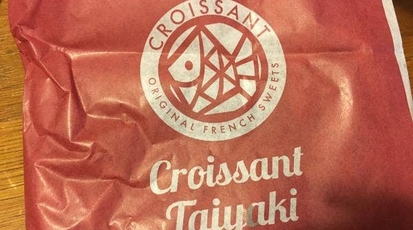 CROISSANT
ORIGINAL FRENCH SWEETS
Croissant
Taiyaki